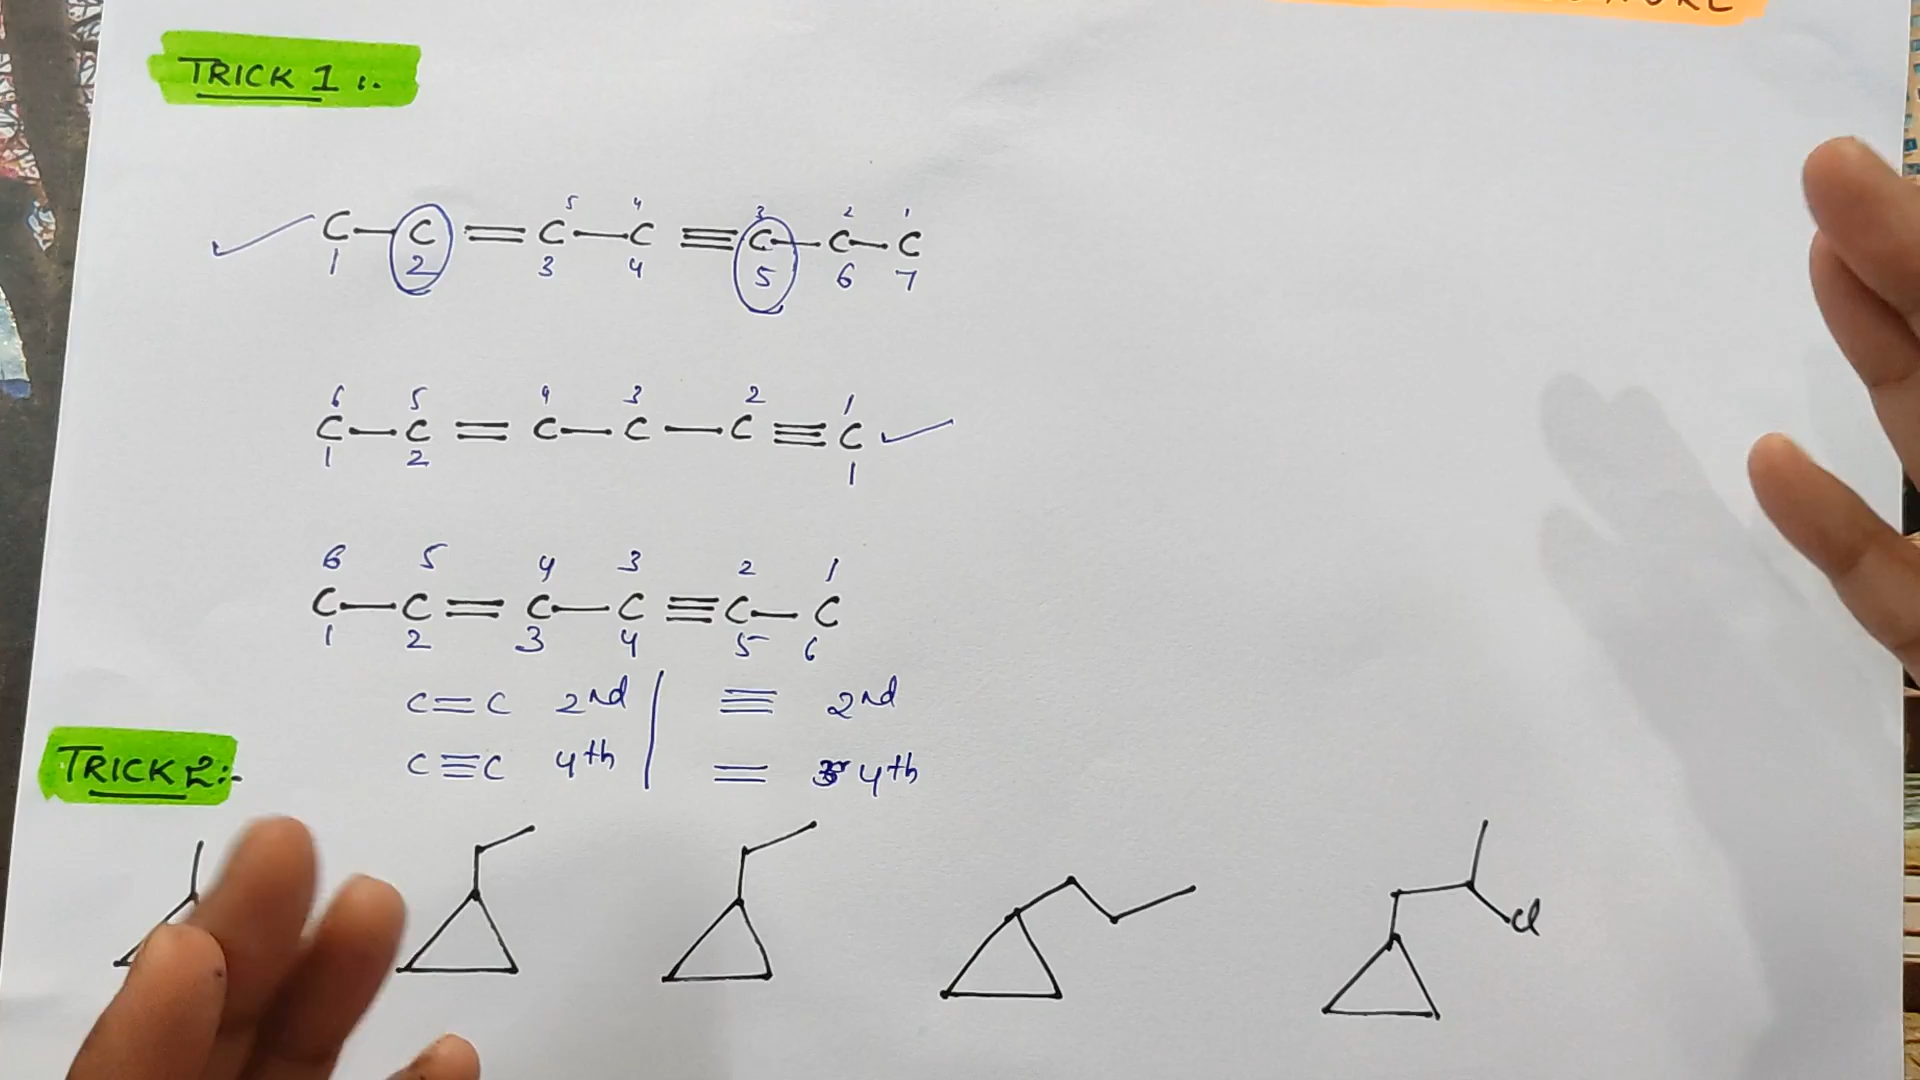 TRICK 1 :.
5 4 3 2 1
C—C=C—C≡C—C—C
1 2 3 4 5 6 7
6 5 4 3 2 1
C—C=C—C—C≡C
1 2 1
6 5 4 3 2 1
C—C=C—C≡C—C
1 2 3 4 5 6
C=C 2nd | ≡ 2nd
C≡C 4th | = 4th
TRICK 2:-
Cl